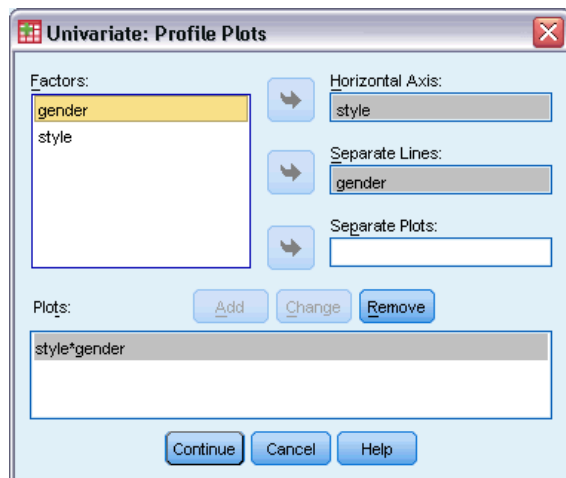 Univariate: Profile Plots
Factors:
gender
style
Horizontal Axis:
style
Separate Lines:
gender
Separate Plots:
Plots:
Add
Change
Remove
style*gender
Continue
Cancel
Help